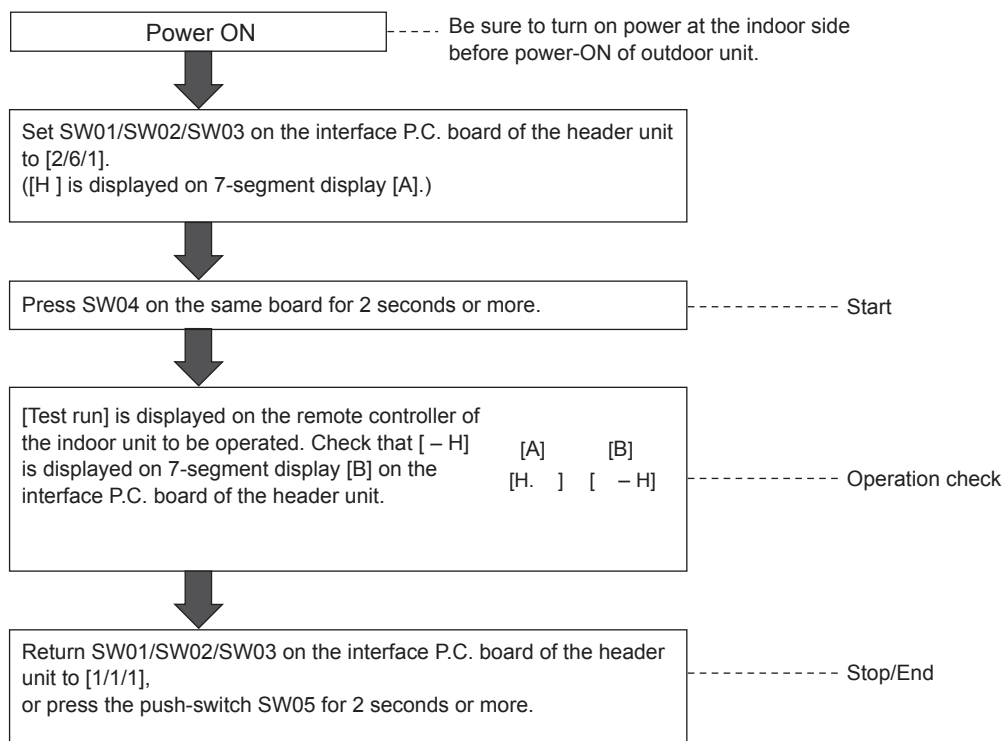 Power ON
Be sure to turn on power at the indoor side
before power-ON of outdoor unit.
Set SW01/SW02/SW03 on the interface P.C. board of the header unit
to [2/6/1].
([H ] is displayed on 7-segment display [A].)
Press SW04 on the same board for 2 seconds or more.
Start
[Test run] is displayed on the remote controller of
the indoor unit to be operated. Check that [ – H]
is displayed on 7-segment display [B] on the
interface P.C. board of the header unit.
[A] [B]
[H. ] [ – H]
Operation check
Return SW01/SW02/SW03 on the interface P.C. board of the header
unit to [1/1/1],
or press the push-switch SW05 for 2 seconds or more.
Stop/End